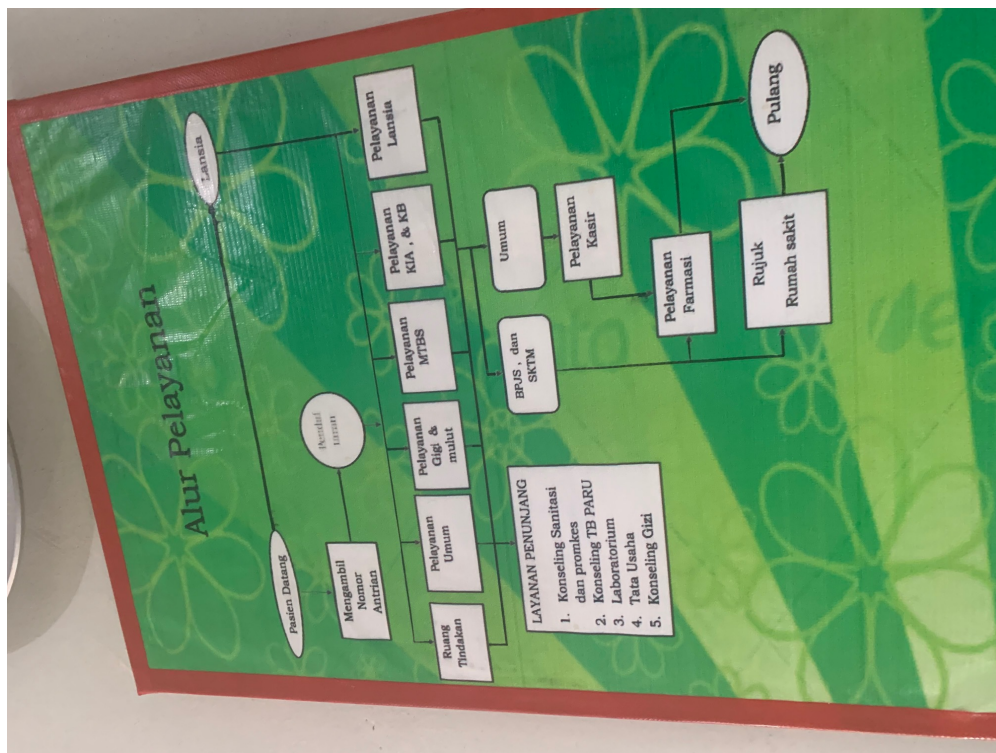 Alur Pelayanan
Pasien Datang
Lansia
Mengambil
Nomor
Antrian
Pendaf
taran
Ruang
Tindakan
Pelayanan
Umum
Pelayanan
Gigi &
mulut
Pelayanan
MTBS
Pelayanan
KIA , & KB
Pelayanan
Lansia
LAYANAN PENUNJANG
1. Konseling Sanitasi
dan promkes
2. Konseling TB PARU
3. Laboratorium
4. Tata Usaha
5. Konseling Gizi
BPJS , dan
SKTM
Umum
Pelayanan
Kasir
Pelayanan
Farmasi
Rujuk
Rumah sakit
Pulang